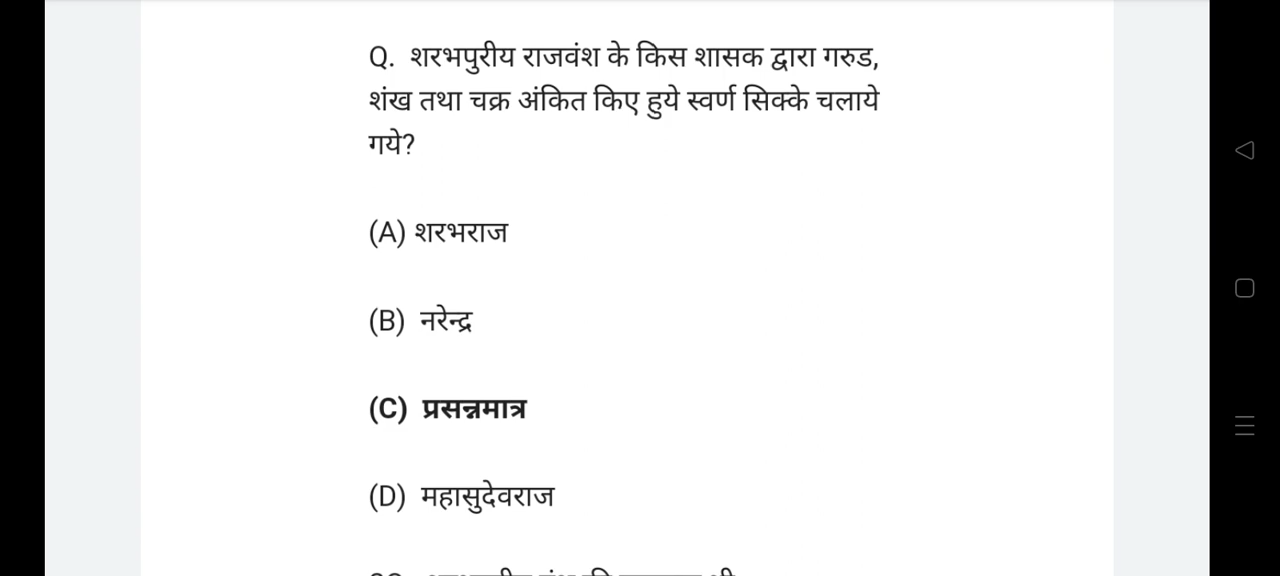 Q. शरभपुरीय राजवंश के किस शासक द्वारा गरुड,
शंख तथा चक्र अंकित किए हुये स्वर्ण सिक्के चलाये
गये?
(A) शरभराज
(B) नरेन्द्र
(C) प्रसन्नमात्र
(D) महासुदेवराज